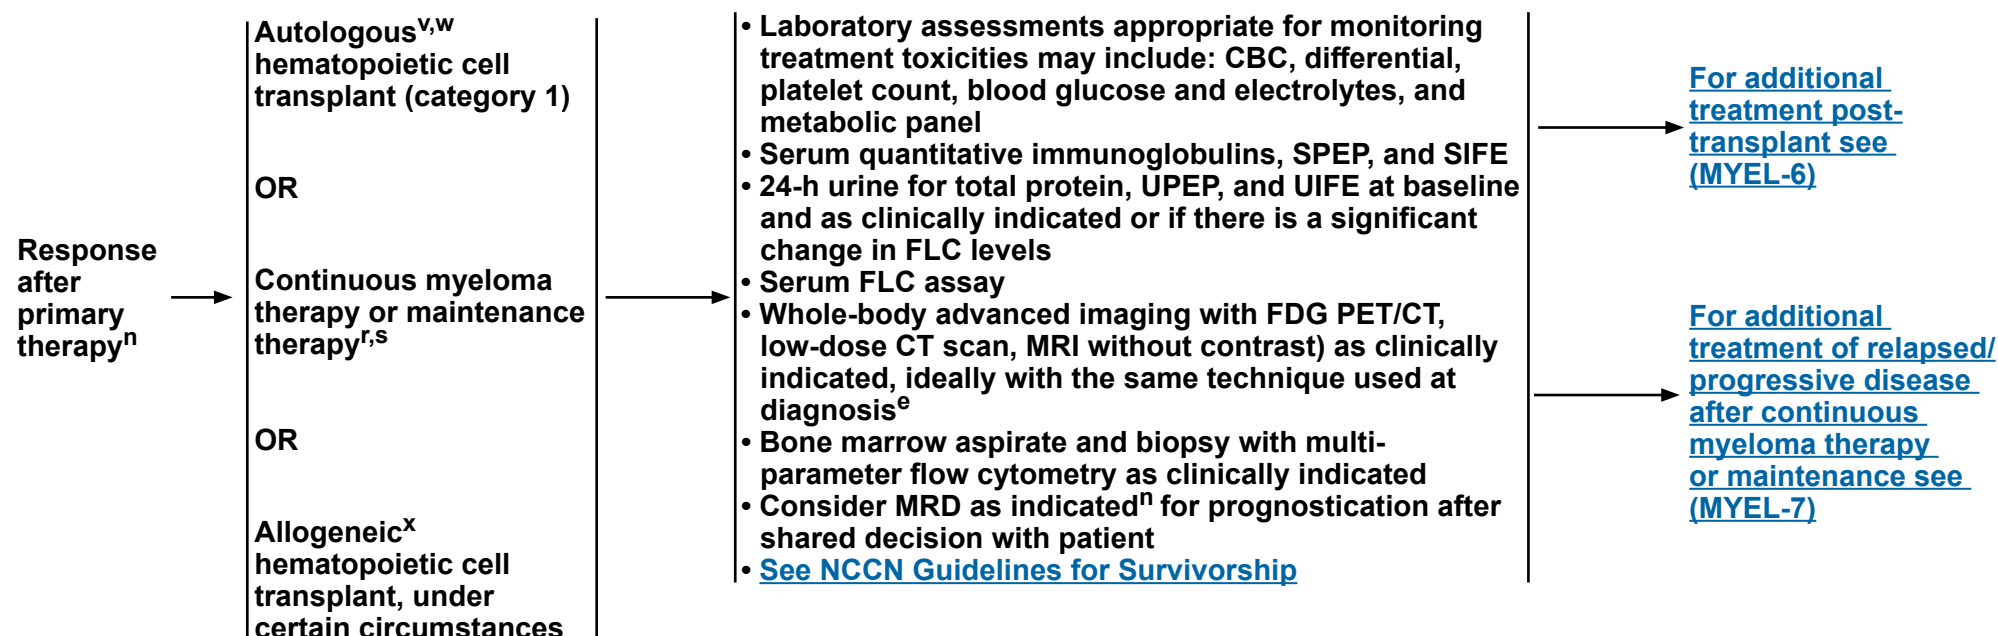 Response
after
primary
therapyⁿ
Autologousᵛ,ʷ
hematopoietic cell
transplant (category 1)
OR
Continuous myeloma
therapy or maintenance
therapyʳ,ˢ
OR
Allogeneicˣ
hematopoietic cell
transplant, under
certain circumstances
• Laboratory assessments appropriate for monitoring
treatment toxicities may include: CBC, differential,
platelet count, blood glucose and electrolytes, and
metabolic panel
• Serum quantitative immunoglobulins, SPEP, and SIFE
• 24-h urine for total protein, UPEP, and UIFE at baseline
and as clinically indicated or if there is a significant
change in FLC levels
• Serum FLC assay
• Whole-body advanced imaging with FDG PET/CT,
low-dose CT scan, MRI without contrast) as clinically
indicated, ideally with the same technique used at
diagnosisᵉ
• Bone marrow aspirate and biopsy with multi-
parameter flow cytometry as clinically indicated
• Consider MRD as indicatedⁿ for prognostication after
shared decision with patient
• See NCCN Guidelines for Survivorship
For additional
treatment post-
transplant see
(MYEL-6)
For additional
treatment of relapsed/
progressive disease
after continuous
myeloma therapy
or maintenance see
(MYEL-7)